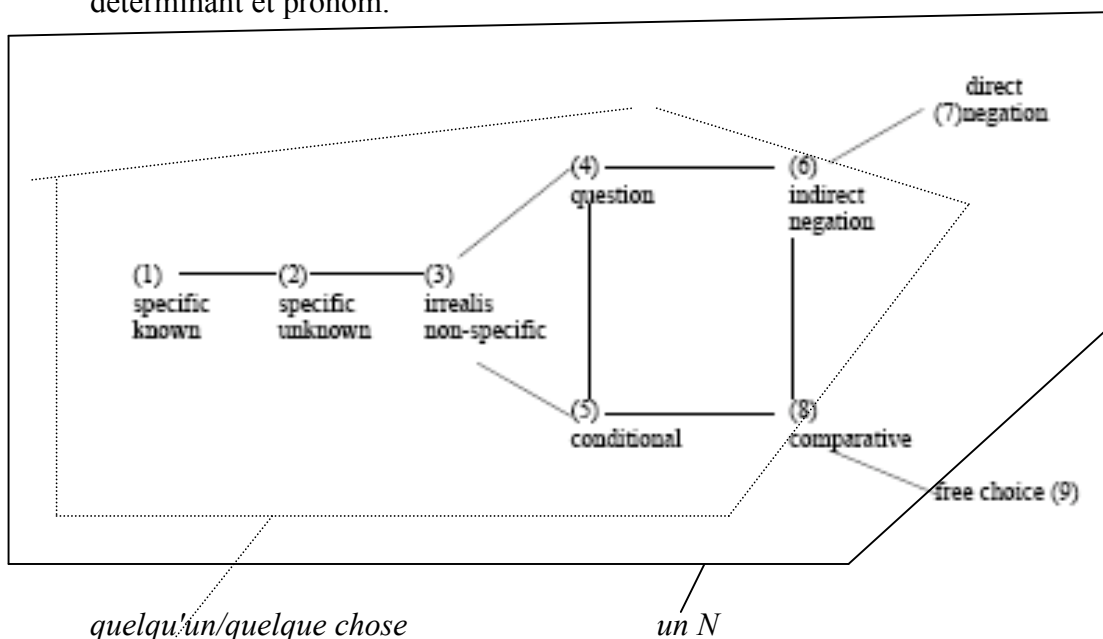 déterminant et pronom.
direct
(7)negation
(4)
question
(6)
indirect
negation
(1)
specific
known
(2)
specific
unknown
(3)
irrealis
non-specific
(5)
conditional
(8)
comparative
free choice (9)
quelqu'un/quelque chose
un N